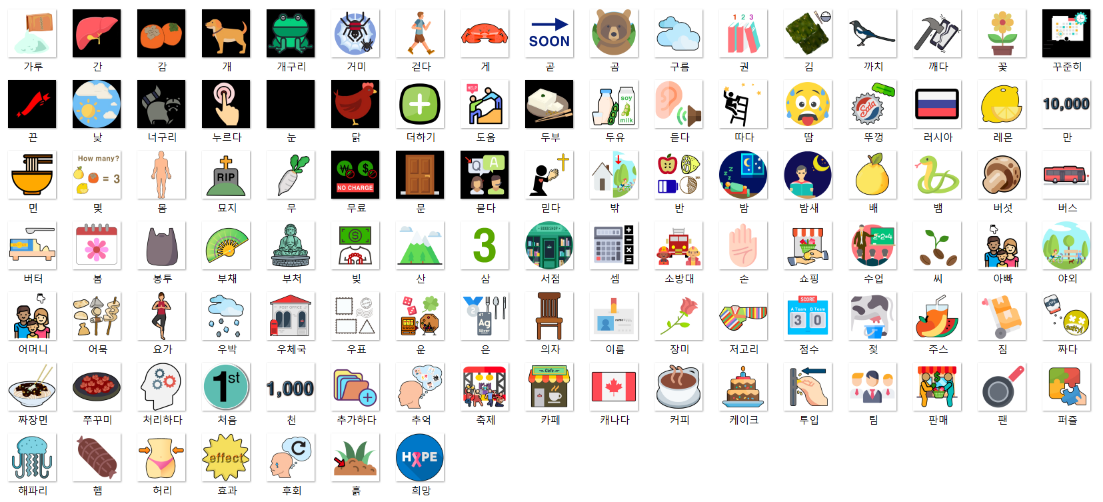 1 2 3
SOON
가루 간 감 개 개구리 거미 걷다 게 곧 곰 구름 권 김 까치 깨다 꽃 꾸준히
Seta
soy
milk
10,000
끈 낮 너구리 누르다 눈 닭 더하기 도움 두부 두유 듣다 따다 땀 뚜껑 러시아 레몬 만
How many?
= 3
RIP
NO CHARGE
Q A
면 몇 몸 묘지 무 무료 문 묻다 믿다 밖 반 밤 밤새 배 뱀 버섯 버스
3
버터 봄 봉투 부채 부처 빚 산 삼 서점 셈 소방대 손 쇼핑 수업 씨 아빠 야외
Ag
SCORE
3 0
salty!
어머니 어묵 요가 우박 우체국 우표 운 은 의자 이름 장미 저고리 점수 젖 주스 짐 짜다
1st
1,000
Cafe
짜장면 쭈꾸미 처리하다 처음 천 추가하다 추억 축제 카페 캐나다 커피 케이크 투입 팀 판매 팬 퍼즐
effect
HOPE
해파리 햄 허리 효과 후회 흙 희망